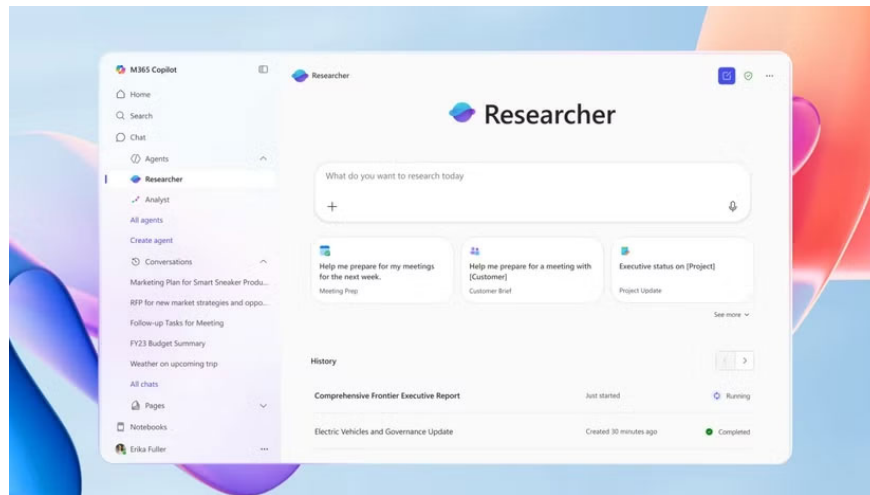 M365 Copilot
Home
Search
Chat
Agents
Researcher
Analyst
All agents
Create agent
Conversations
Marketing Plan for Smart Sneaker Produ...
RFP for new market strategies and oppo...
Follow-up Tasks for Meeting
FY23 Budget Summary
Weather on upcoming trip
All chats
Pages
Notebooks
Erika Fuller
Researcher
Researcher
What do you want to research today
Help me prepare for my meetings
for the next week.
Meeting Prep
Help me prepare for a meeting with
[Customer]
Customer Brief
Executive status on [Project]
Project Update
See more
History
Comprehensive Frontier Executive Report Just started Running
Electric Vehicles and Governance Update Created 30 minutes ago Completed